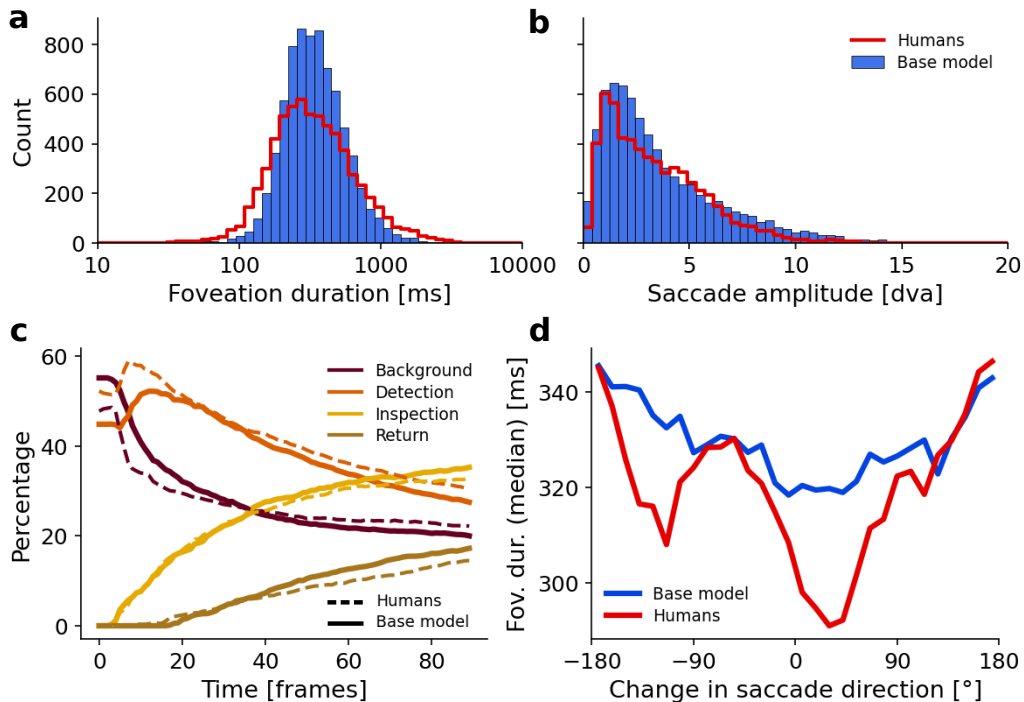 a
800
600
400
200
0
Count
10
100
1000
10000
Foveation duration [ms]
b
Humans
Base model
0
5
10
15
20
Saccade amplitude [dva]
c
60
40
20
0
Percentage
Background
Detection
Inspection
Return
Humans
Base model
0
20
40
60
80
Time [frames]
d
340
320
300
Fov. dur. (median) [ms]
Base model
Humans
−180
−90
0
90
180
Change in saccade direction [°]